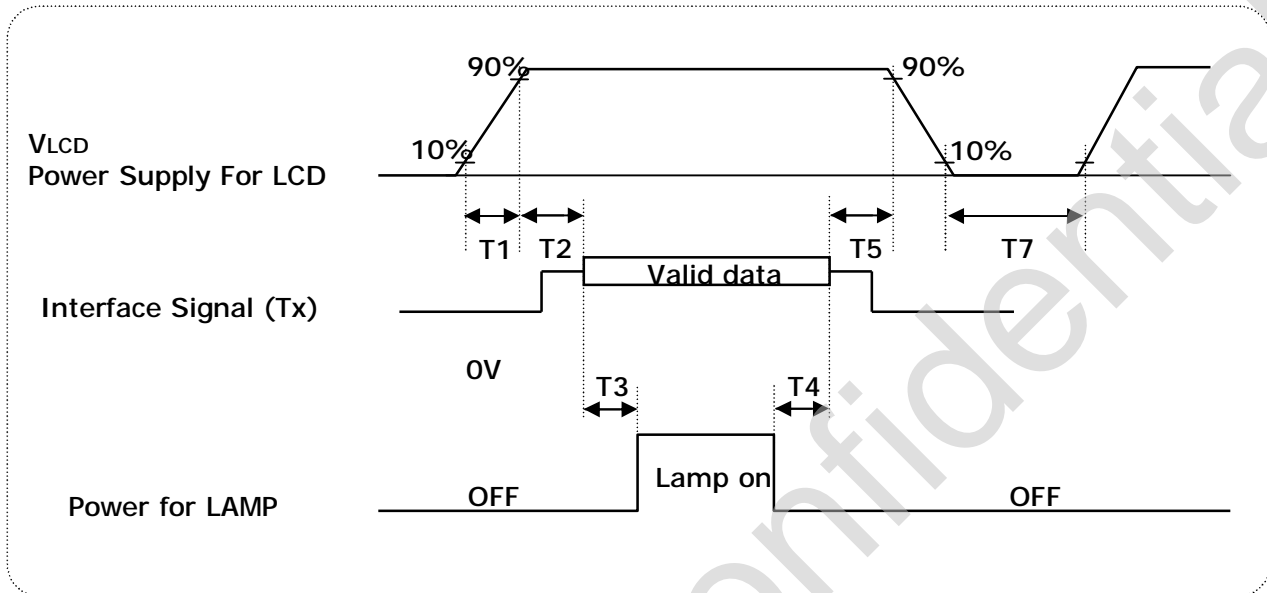 90%
90%
VLCD
10%
10%
Power Supply For LCD
T1
T2
T5
T7
Valid data
Interface Signal (Tx)
0V
T3
T4
Lamp on
Power for LAMP
OFF
OFF
onfidentia